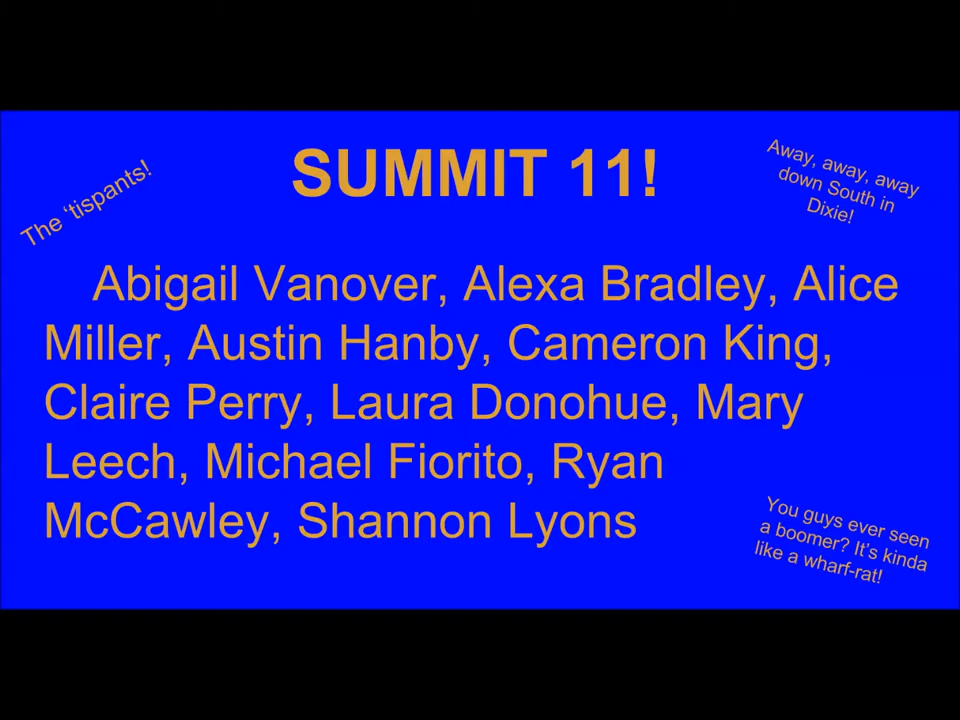 SUMMIT 11!
The ‘tispants!
Away, away, away
down South in
Dixie!
Abigail Vanover, Alexa Bradley, Alice
Miller, Austin Hanby, Cameron King,
Claire Perry, Laura Donohue, Mary
Leech, Michael Fiorito, Ryan
McCawley, Shannon Lyons
You guys ever seen
a boomer? It’s kinda
like a wharf-rat!